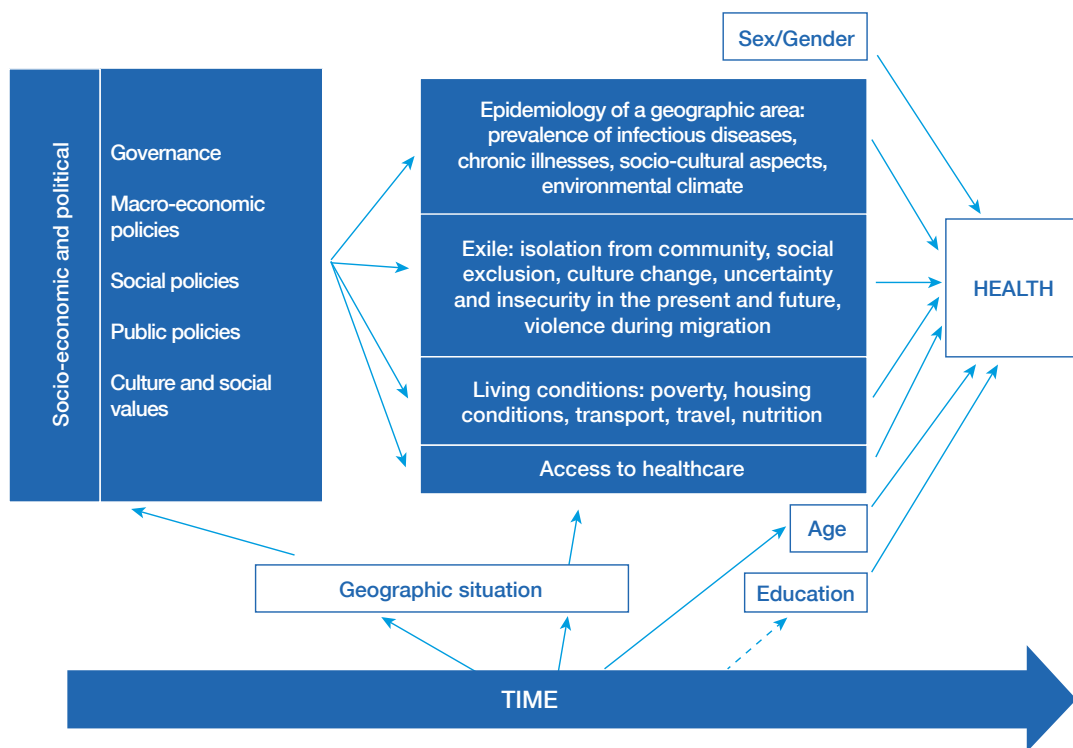 Sex/Gender
Socio-economic and political
Governance
Macro-economic
policies
Social policies
Public policies
Culture and social
values
Epidemiology of a geographic area:
prevalence of infectious diseases,
chronic illnesses, socio-cultural aspects,
environmental climate
Exile: isolation from community, social
exclusion, culture change, uncertainty
and insecurity in the present and future,
violence during migration
Living conditions: poverty, housing
conditions, transport, travel, nutrition
Access to healthcare
HEALTH
Age
Geographic situation
Education
TIME